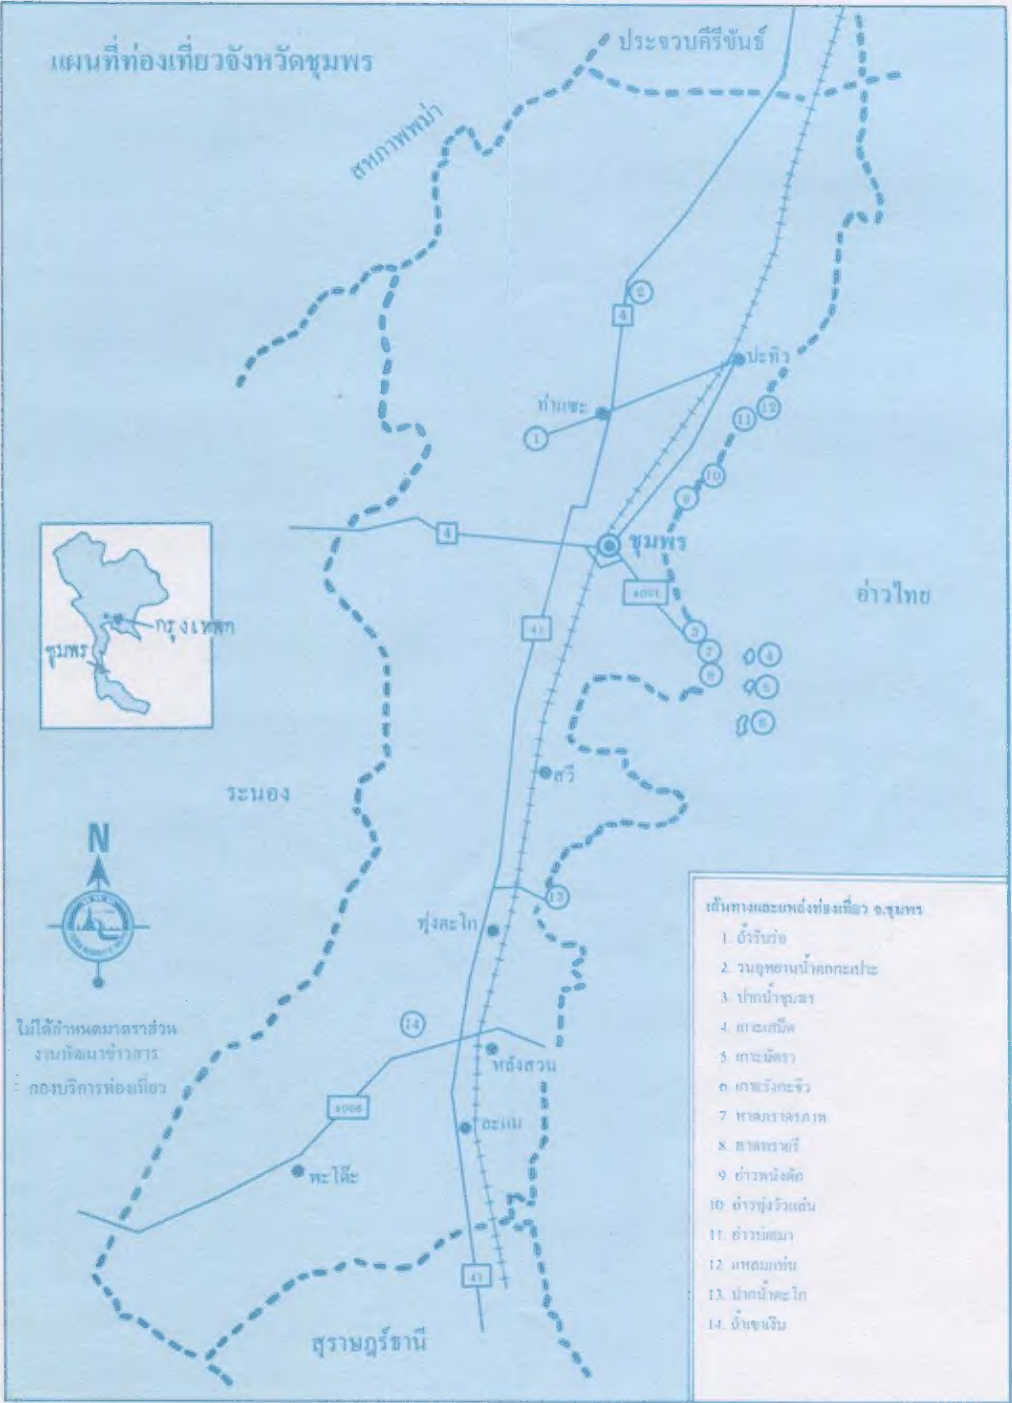 แผนที่ท่องเที่ยวจังหวัดชุมพร
ประจวบคีรีขันธ์
สหภาพพม่า
2
4
ปะทิว
ท่าแซะ
1
11
12
10
9
4
ชุมพร
4001
อ่าวไทย
41
กรุงเทพฯ
ชุมพร
3
7
8
4
5
6
สวี
ระนอง
N
13
ทุ่งตะโก
14
หลังสวน
ไม่ได้กำหนดมาตราส่วน
งานพัฒนาข่าวสาร
กองบริการท่องเที่ยว
4006
ละแม
พะโต๊ะ
41
สุราษฎร์ธานี
เส้นทางและแหล่งท่องเที่ยว จ.ชุมพร
1. ถ้ำรับร่อ
2. วนอุทยานน้ำตกกะเปาะ
3. ปากน้ำชุมพร
4. เกาะเสม็ด
5. เกาะมัตรา
6. เกาะรังกะจิว
7. หาดภราดรภาพ
8. หาดทรายรี
9. อ่าวพนังตัก
10. อ่าวทุ่งวัวแล่น
11. อ่าวบ่อเมา
12. แหลมแท่น
13. ปากน้ำตะโก
14. ถ้ำเขาเงิน